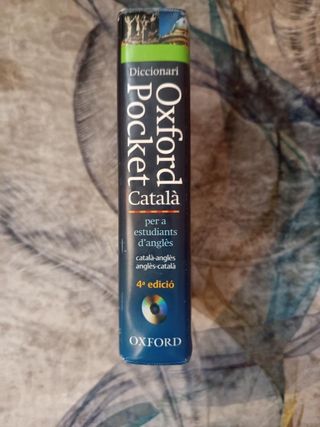 Diccionari
Oxford
Pocket
Català
per a
estudiants
d'anglès
català-anglès
anglès-català
4ª edició
OXFORD